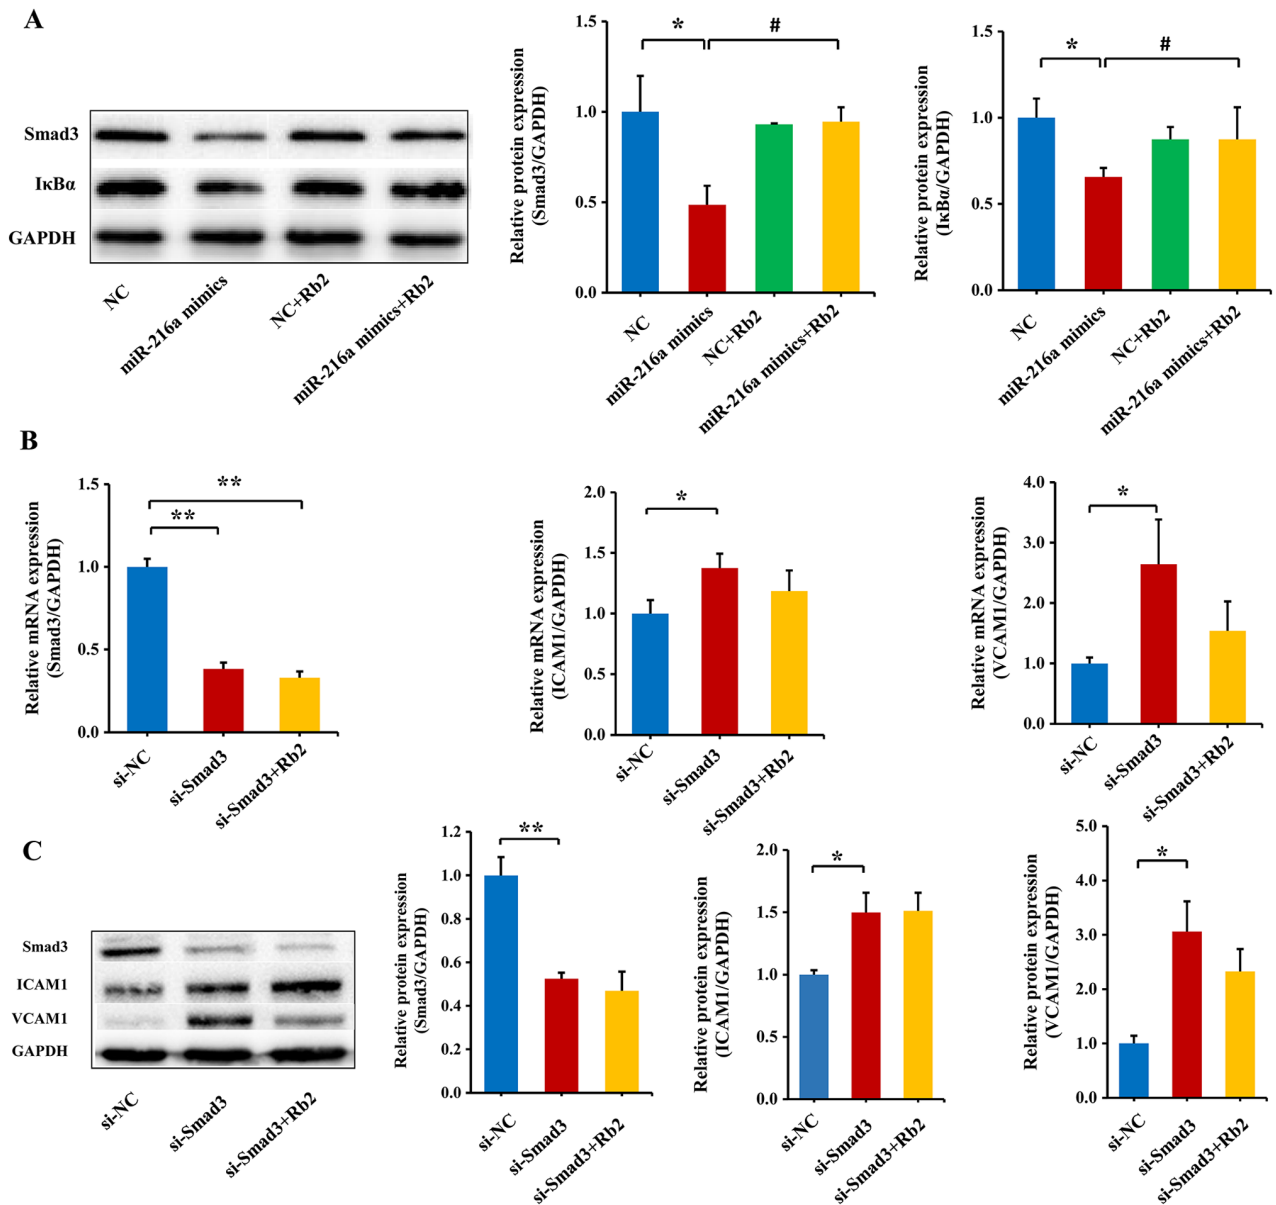 A
Smad3
IκBα
GAPDH
NC
miR-216a mimics
NC+Rb2
miR-216a mimics+Rb2
Relative protein expression
(Smad3/GAPDH)
1.5
1.0
0.5
0.0
*
#
NC
miR-216a mimics
NC+Rb2
miR-216a mimics+Rb2
Relative protein expression
(IκBα/GAPDH)
1.5
1.0
0.5
0.0
*
#
NC
miR-216a mimics
NC+Rb2
miR-216a mimics+Rb2
B
Relative mRNA expression
(Smad3/GAPDH)
1.5
1.0
0.5
0.0
**
**
si-NC
si-Smad3
si-Smad3+Rb2
Relative mRNA expression
(ICAM1/GAPDH)
2.0
1.5
1.0
0.5
0.0
*
si-NC
si-Smad3
si-Smad3+Rb2
Relative mRNA expression
(VCAM1/GAPDH)
4.0
3.0
2.0
1.0
0.0
*
si-NC
si-Smad3
si-Smad3+Rb2
C
Smad3
ICAM1
VCAM1
GAPDH
si-NC
si-Smad3
si-Smad3+Rb2
Relative protein expression
(Smad3/GAPDH)
1.2
1.0
0.8
0.6
0.4
0.2
0.0
**
si-NC
si-Smad3
si-Smad3+Rb2
Relative protein expression
(ICAM1/GAPDH)
2.0
1.5
1.0
0.5
0.0
*
si-NC
si-Smad3
si-Smad3+Rb2
Relative protein expression
(VCAM1/GAPDH)
5.0
4.0
3.0
2.0
1.0
0.0
*
si-NC
si-Smad3
si-Smad3+Rb2